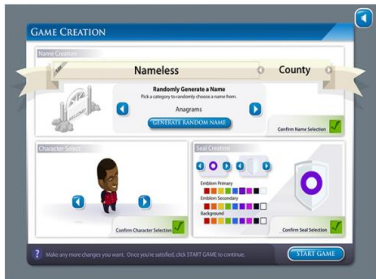 GAME CREATION
Name Creation
Nameless
County
Randomly Generate a Name
Pick a category to randomly choose a name from.
Anagrams
GENERATE RANDOM NAME
Confirm Name Selection
Character Select
Confirm Character Selection
Seal Creation
Emblem Primary
Emblem Secondary
Background
Confirm Seal Selection
? Make any more changes you want. Once you're satisfied, click START GAME to continue.
START GAME